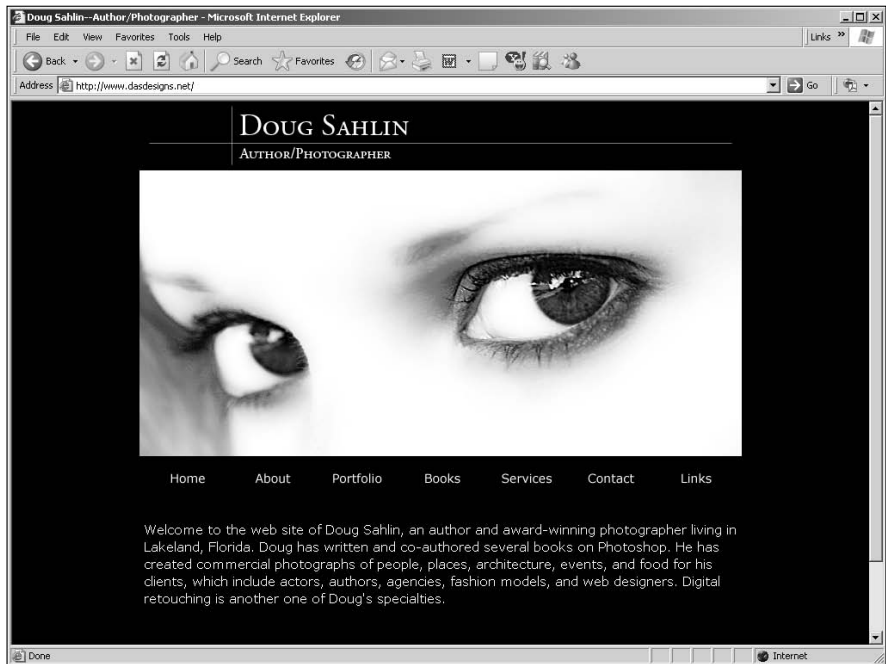 Doug Sahlin--Author/Photographer - Microsoft Internet Explorer
File Edit View Favorites Tools Help
Links »
Back Search Favorites
Address http://www.dasdesigns.net/ Go
Doug Sahlin
Author/Photographer
Home About Portfolio Books Services Contact Links
Welcome to the web site of Doug Sahlin, an author and award-winning photographer living in
Lakeland, Florida. Doug has written and co-authored several books on Photoshop. He has
created commercial photographs of people, places, architecture, events, and food for his
clients, which include actors, authors, agencies, fashion models, and web designers. Digital
retouching is another one of Doug's specialties.
Done Internet